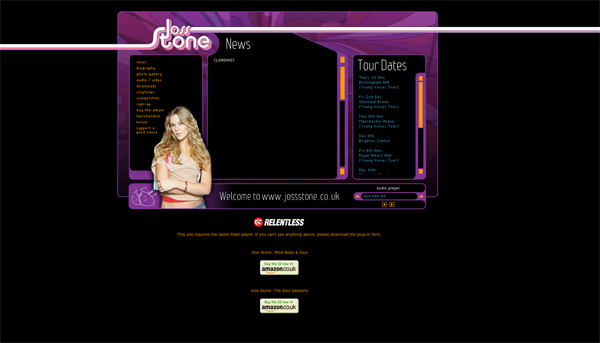 Joss
Stone
News
(LOADING)
news
biography
photo gallery
audio / video
downloads
ringtones
competition
sign-up
buy the album
merchandise
forum
support a
good cause
Tour Dates
Thurs 1st Dec
Birmingham NIA
(Young Voices Tour)
Fri 2nd Dec
Sheffield Arena
(Young Voices Tour)
Mon 5th Dec
Manchester Arena
(Young Voices Tour)
Dec 8th
Brighton Centre
Fri 9th Dec
Royal Albert Hall
(Young Voices Tour)
Dec 10th
Welcome to www.jossstone.co.uk
audio player
you had me
RELENTLESS
This site requires the latest Flash player. If you can't see anything above, please download the plug-in here.
Joss Stone: Mind Body & Soul
Buy the CD now at
amazon.co.uk
Joss Stone: The Soul Sessions
Buy the CD now at
amazon.co.uk